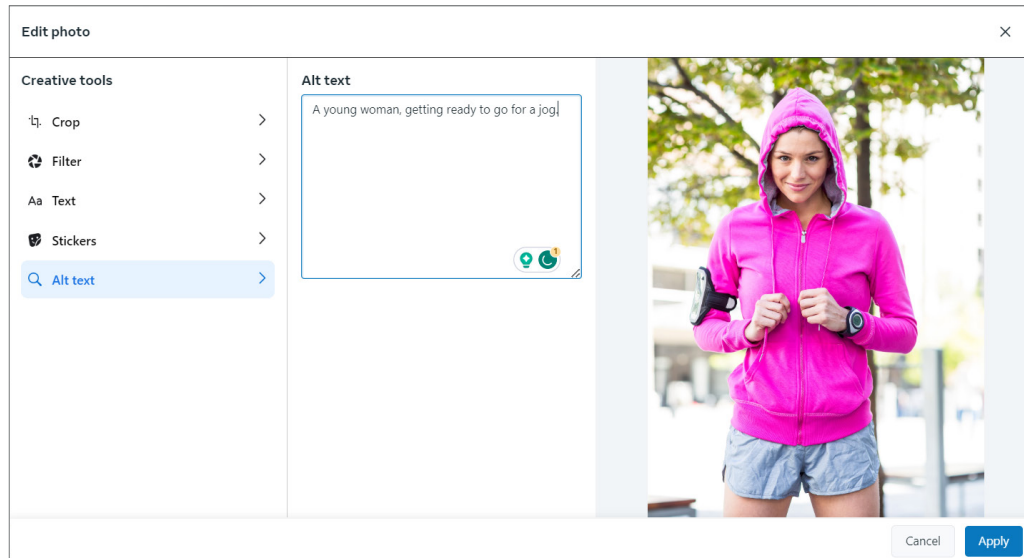 Edit photo
Creative tools
Alt text
A young woman, getting ready to go for a jog.
Crop
Filter
Aa Text
Stickers
1
Alt text
Cancel
Apply